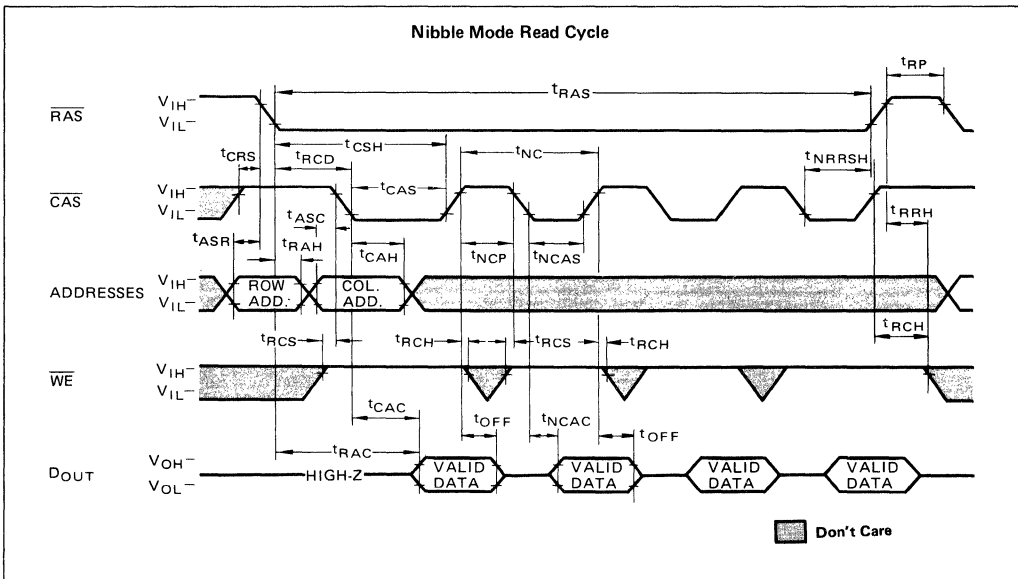 Nibble Mode Read Cycle
tRP
tRAS
RAS
VIH
VIL
tCSH
tCRS
tRCD
tNC
tNRRSH
CAS
VIH
VIL
tCAS
tASC
tRRH
tASR
tRAH
tCAH
tNCP
tNCAS
ADDRESSES
VIH
VIL
ROW ADD.
COL. ADD.
tRCH
tRCS
tRCH
tRCS
tRCH
WE
VIH
VIL
tCAC
tOFF
tNCAC
tOFF
tRAC
DOUT
VOH
VOL
HIGH-Z
VALID DATA
VALID DATA
VALID DATA
VALID DATA
Don't Care